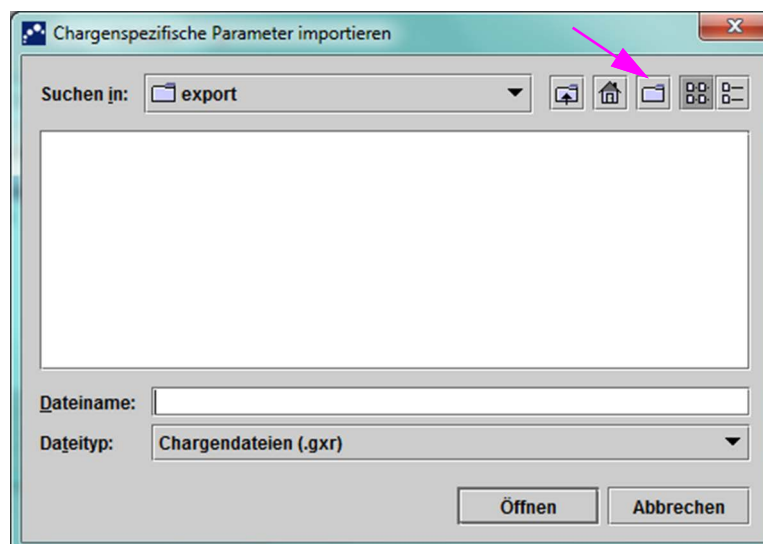 Chargenspezifische Parameter importieren
Suchen in: export
Dateiname:
Dateityp: Chargendateien (.gxr)
Öffnen Abbrechen